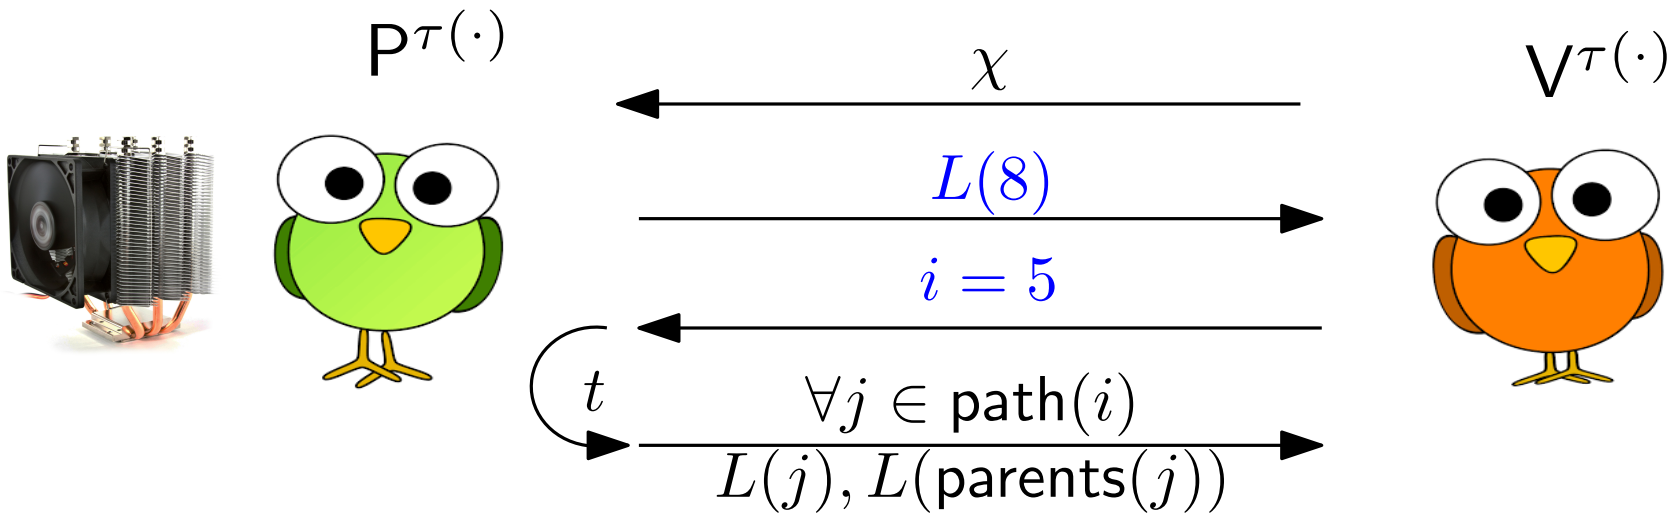 P^τ(·)
V^τ(·)
χ
L(8)
i = 5
t
∀j ∈ path(i)
L(j), L(parents(j))